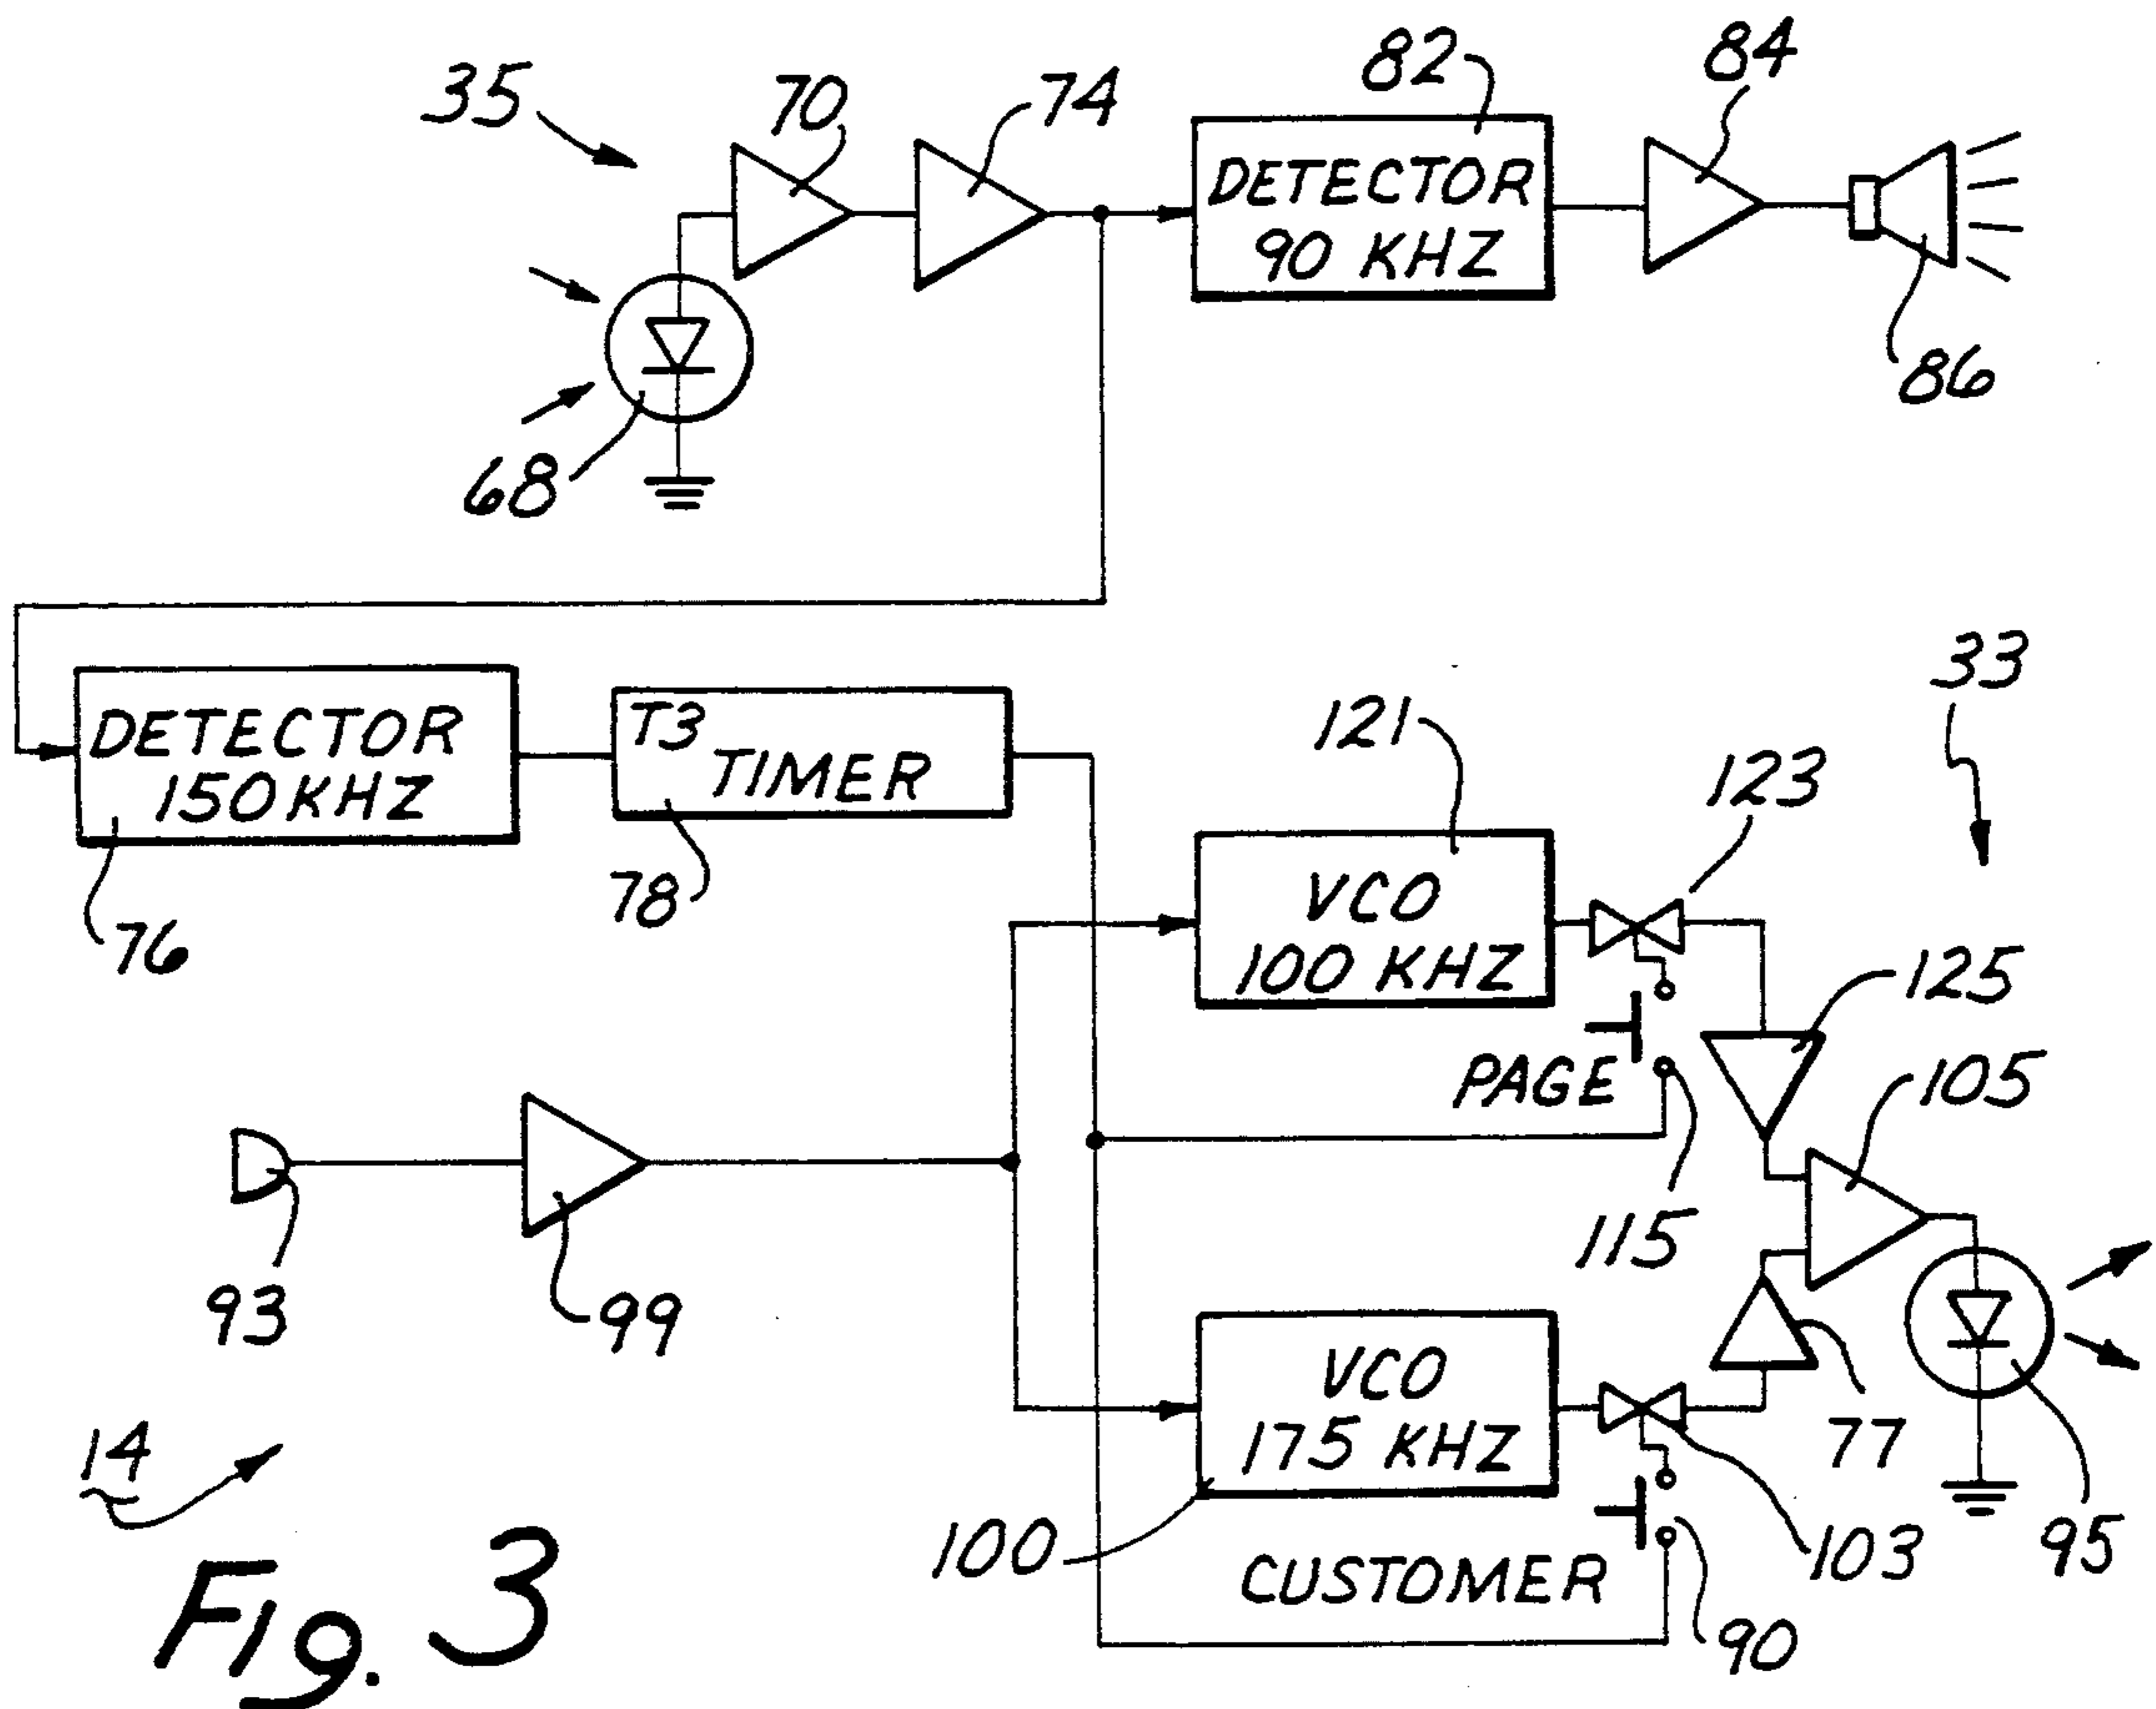 35
70
74
82
84
DETECTOR
90 KHZ
86
68
33
DETECTOR
150 KHZ
T3
TIMER
121
123
78
76
VCO
100 KHZ
125
PAGE
105
115
93
99
VCO
175 KHZ
77
14
100
CUSTOMER
103
95
90
Fig. 3